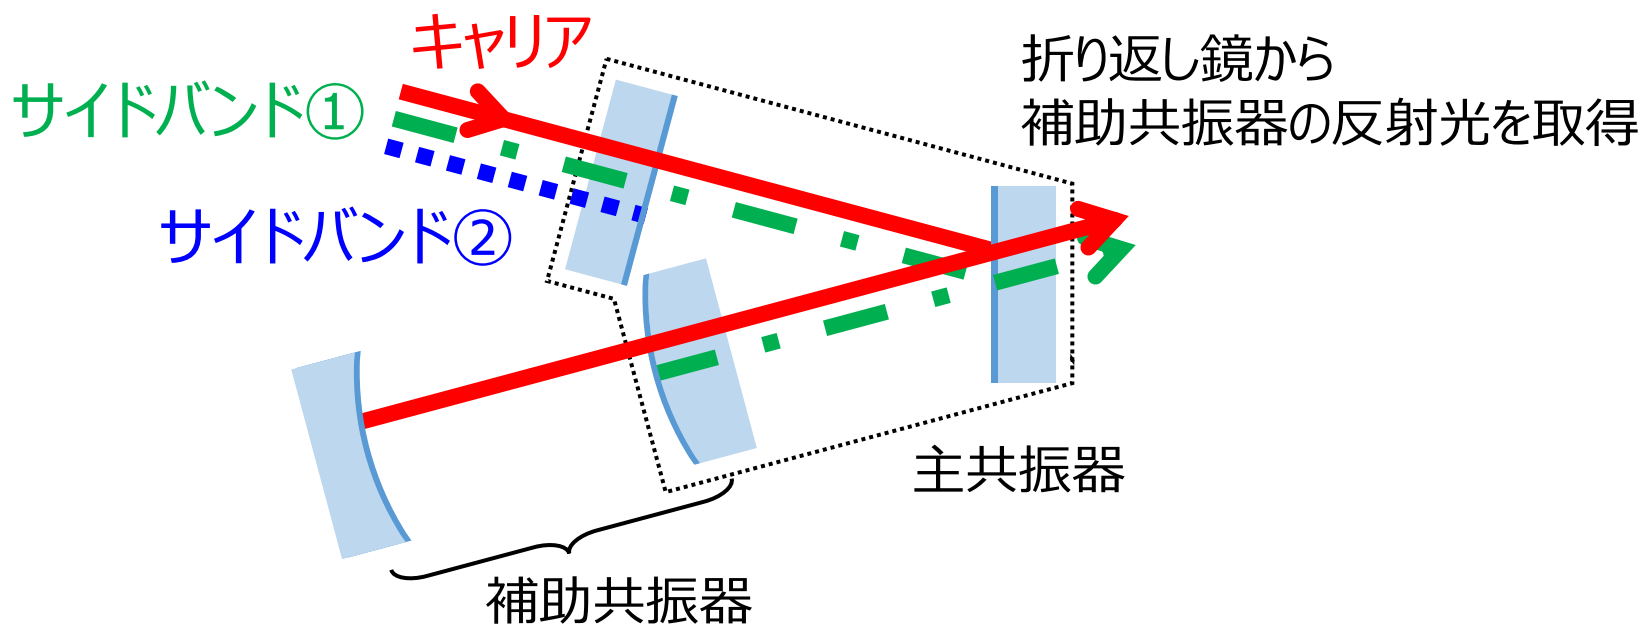 キャリア
サイドバンド①
サイドバンド②
折り返し鏡から
補助共振器の反射光を取得
主共振器
補助共振器